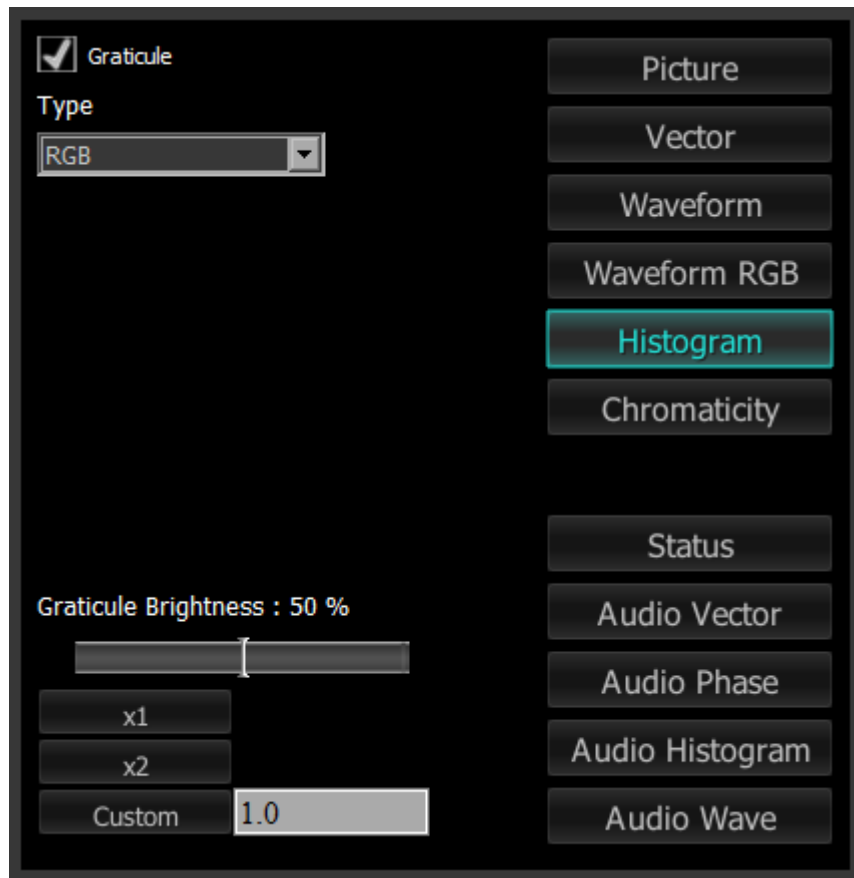 Graticule
Type
RGB
Graticule Brightness : 50 %
x1
x2
Custom
1.0
Picture
Vector
Waveform
Waveform RGB
Histogram
Chromaticity
Status
Audio Vector
Audio Phase
Audio Histogram
Audio Wave